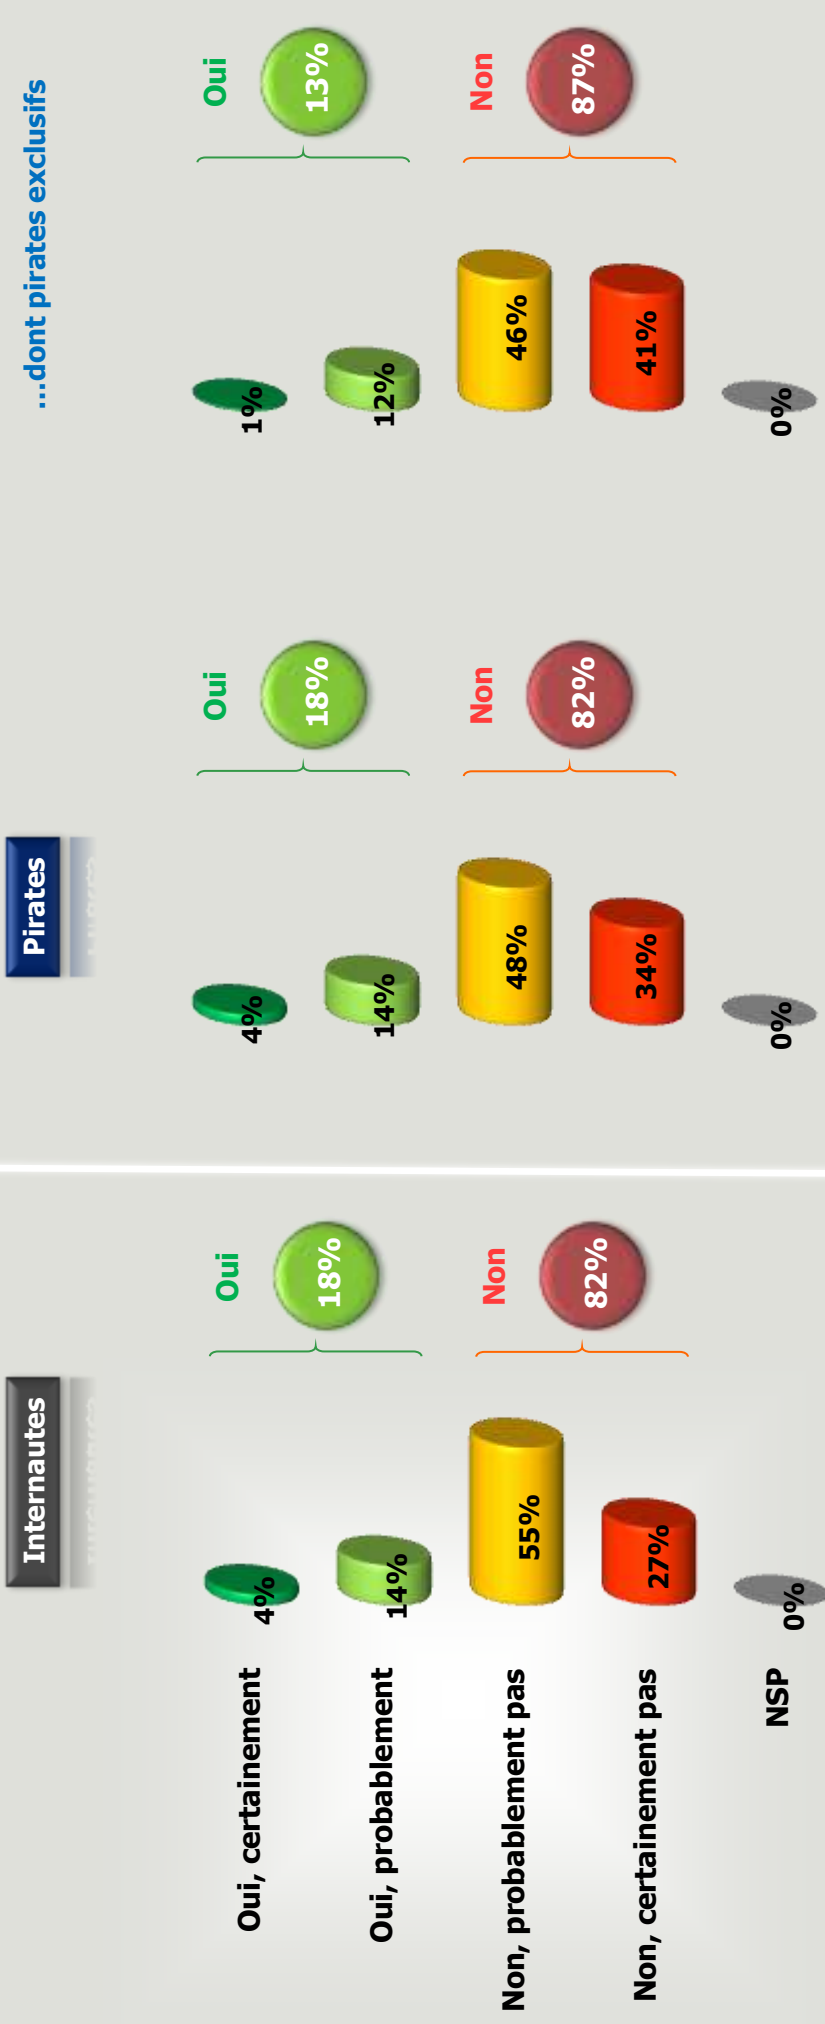 Internautes
Pirates
...dont pirates exclusifs
Oui, certainement
4%
4%
1%
Oui, probablement
14%
14%
12%
Oui
18%
Oui
18%
Oui
13%
Non, probablement pas
55%
48%
46%
Non, certainement pas
27%
34%
41%
Non
82%
Non
82%
Non
87%
NSP
0%
0%
0%